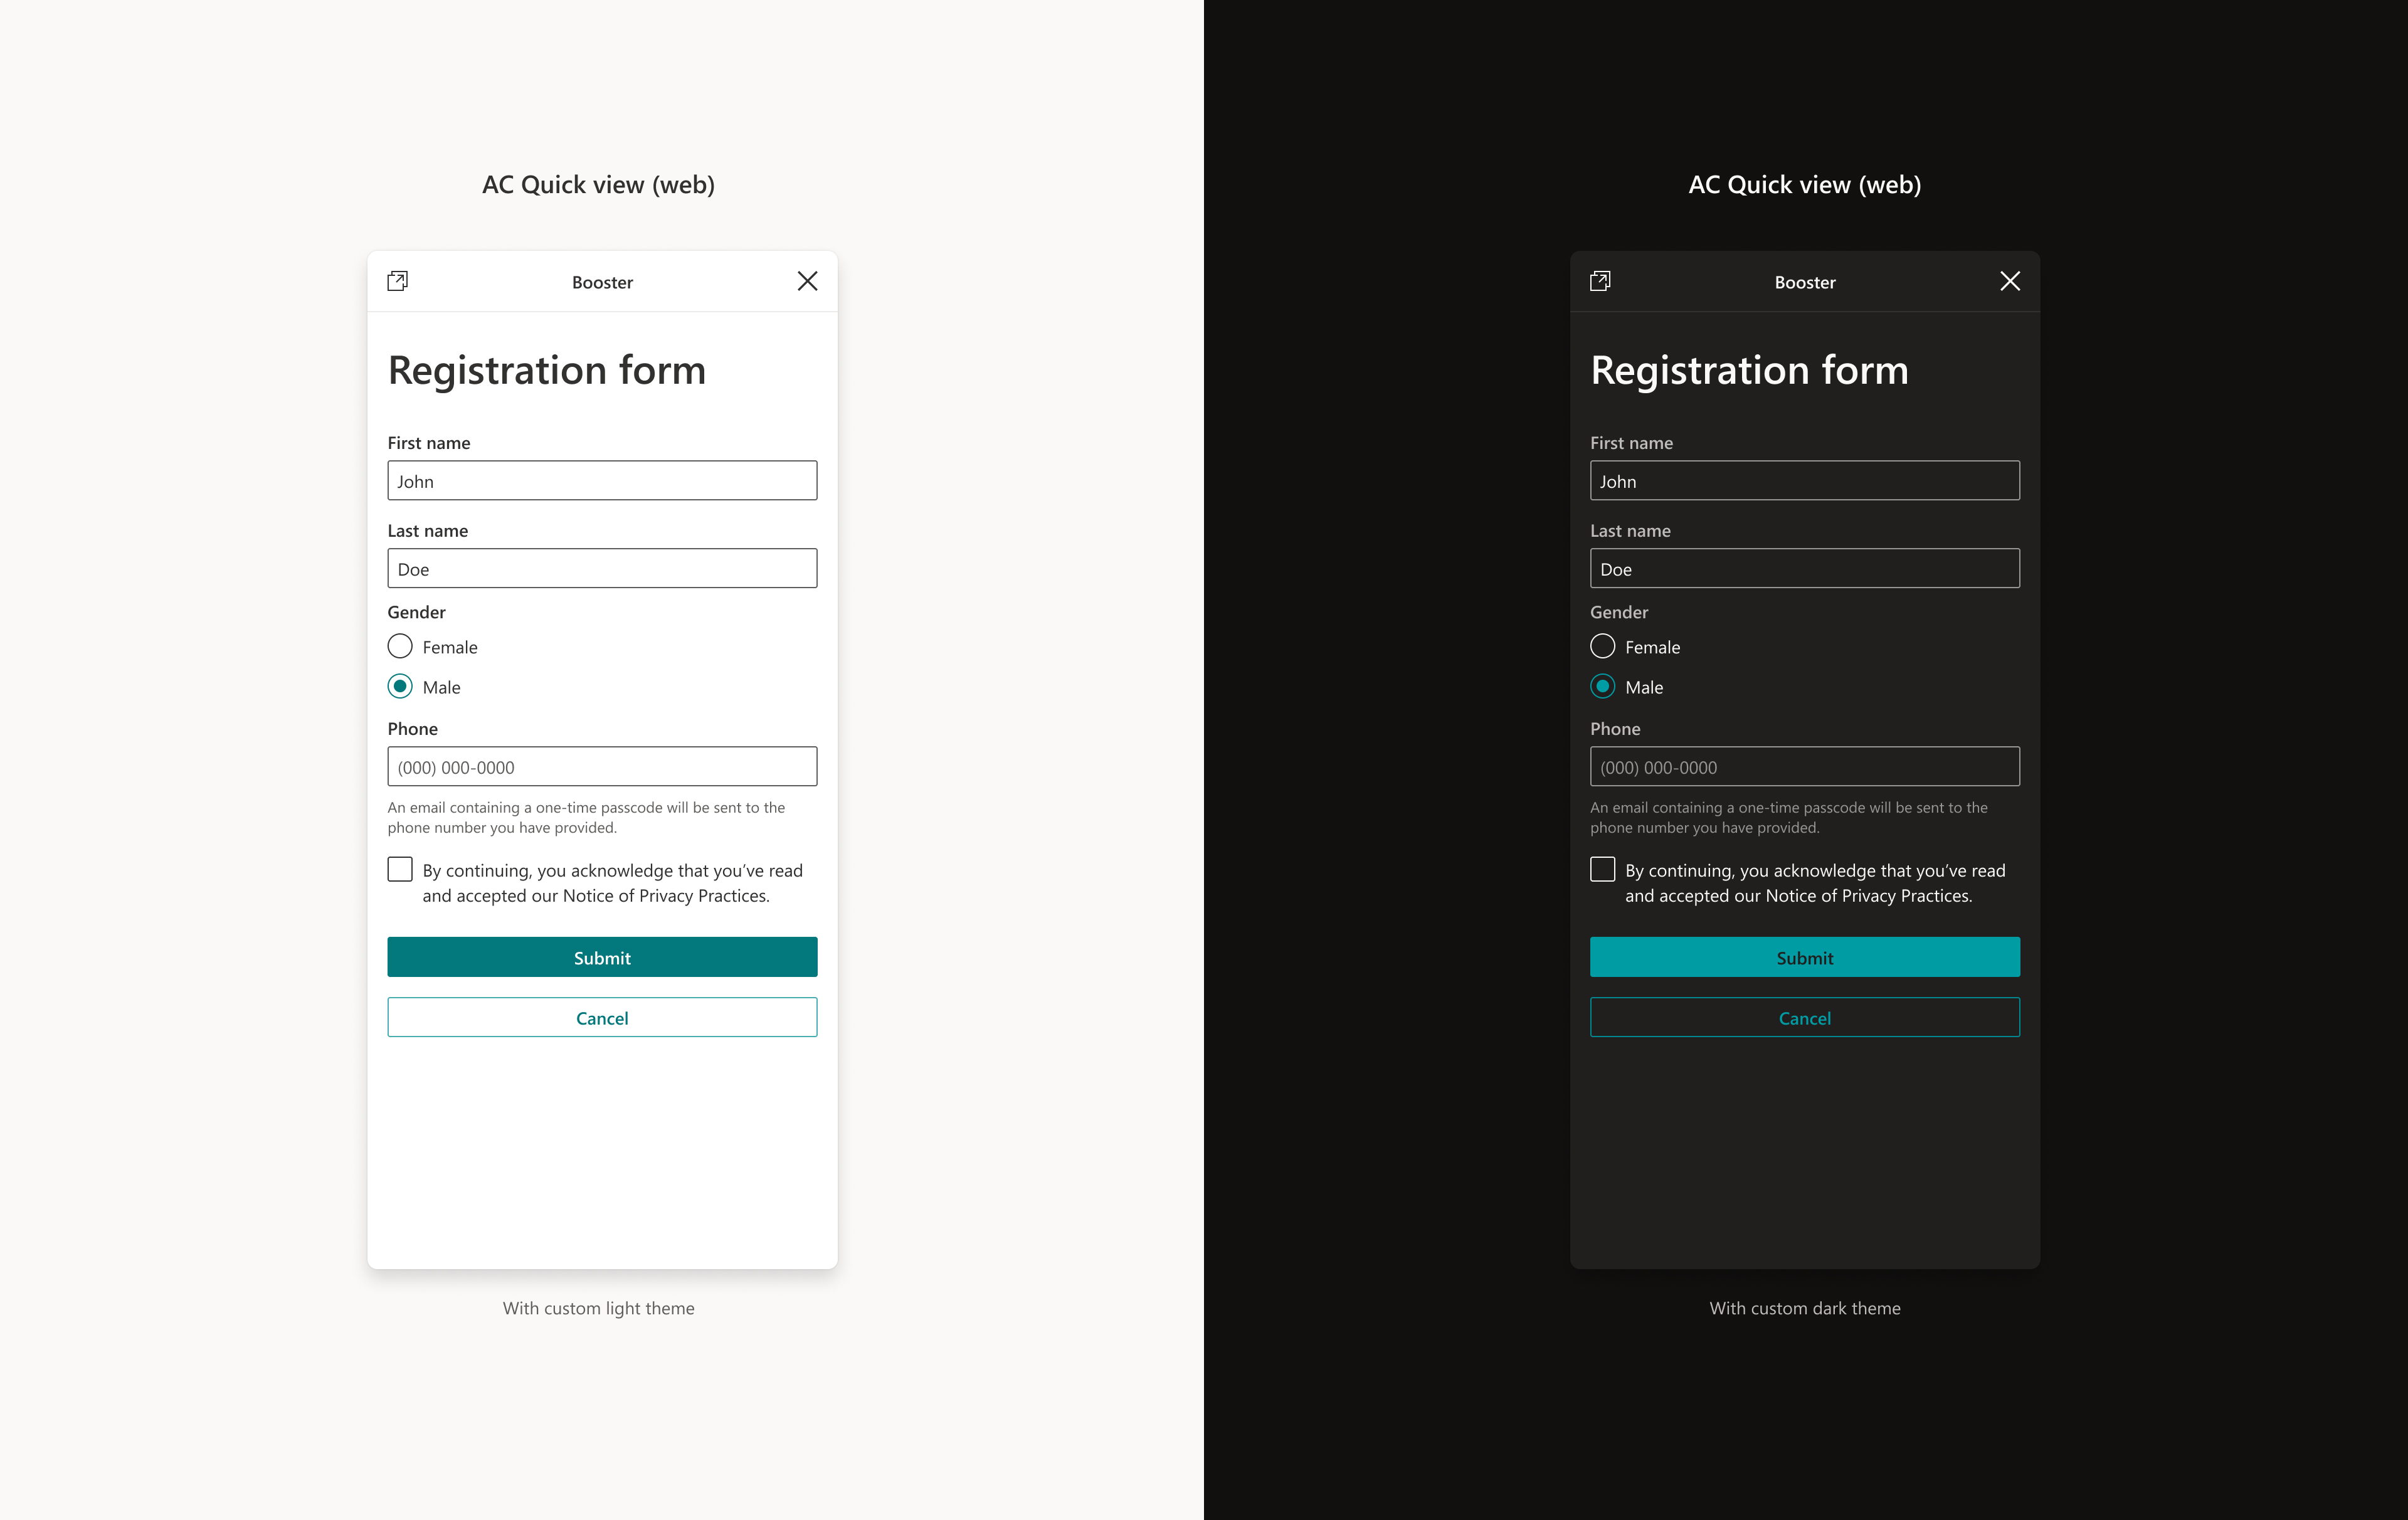 AC Quick view (web)
Booster
Registration form
First name
John
Last name
Doe
Gender
Female
Male
Phone
(000) 000-0000
An email containing a one-time passcode will be sent to the
phone number you have provided.
By continuing, you acknowledge that you’ve read
and accepted our Notice of Privacy Practices.
Submit
Cancel
With custom light theme
AC Quick view (web)
Booster
Registration form
First name
John
Last name
Doe
Gender
Female
Male
Phone
(000) 000-0000
An email containing a one-time passcode will be sent to the
phone number you have provided.
By continuing, you acknowledge that you’ve read
and accepted our Notice of Privacy Practices.
Submit
Cancel
With custom dark theme